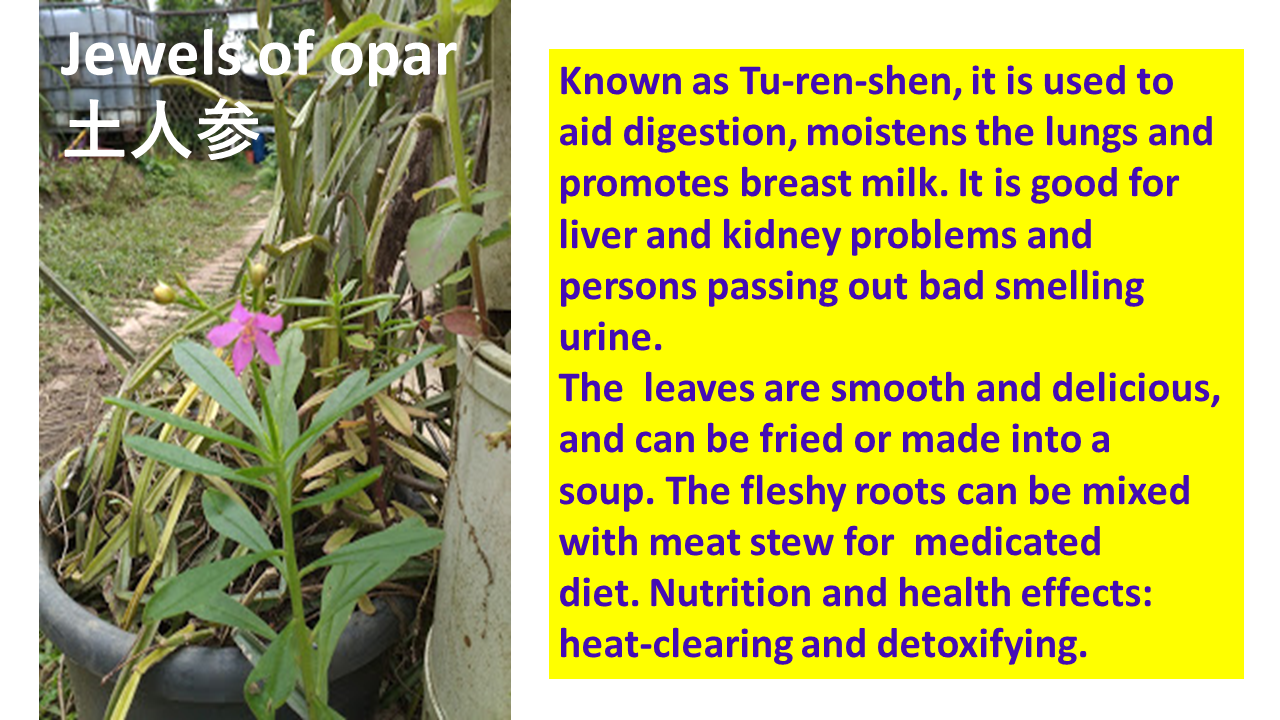 Jewels of opar
土人参
Known as Tu-ren-shen, it is used to
aid digestion, moistens the lungs and
promotes breast milk. It is good for
liver and kidney problems and
persons passing out bad smelling
urine.
The  leaves are smooth and delicious,
and can be fried or made into a
soup. The fleshy roots can be mixed
with meat stew for  medicated
diet. Nutrition and health effects:
heat-clearing and detoxifying.